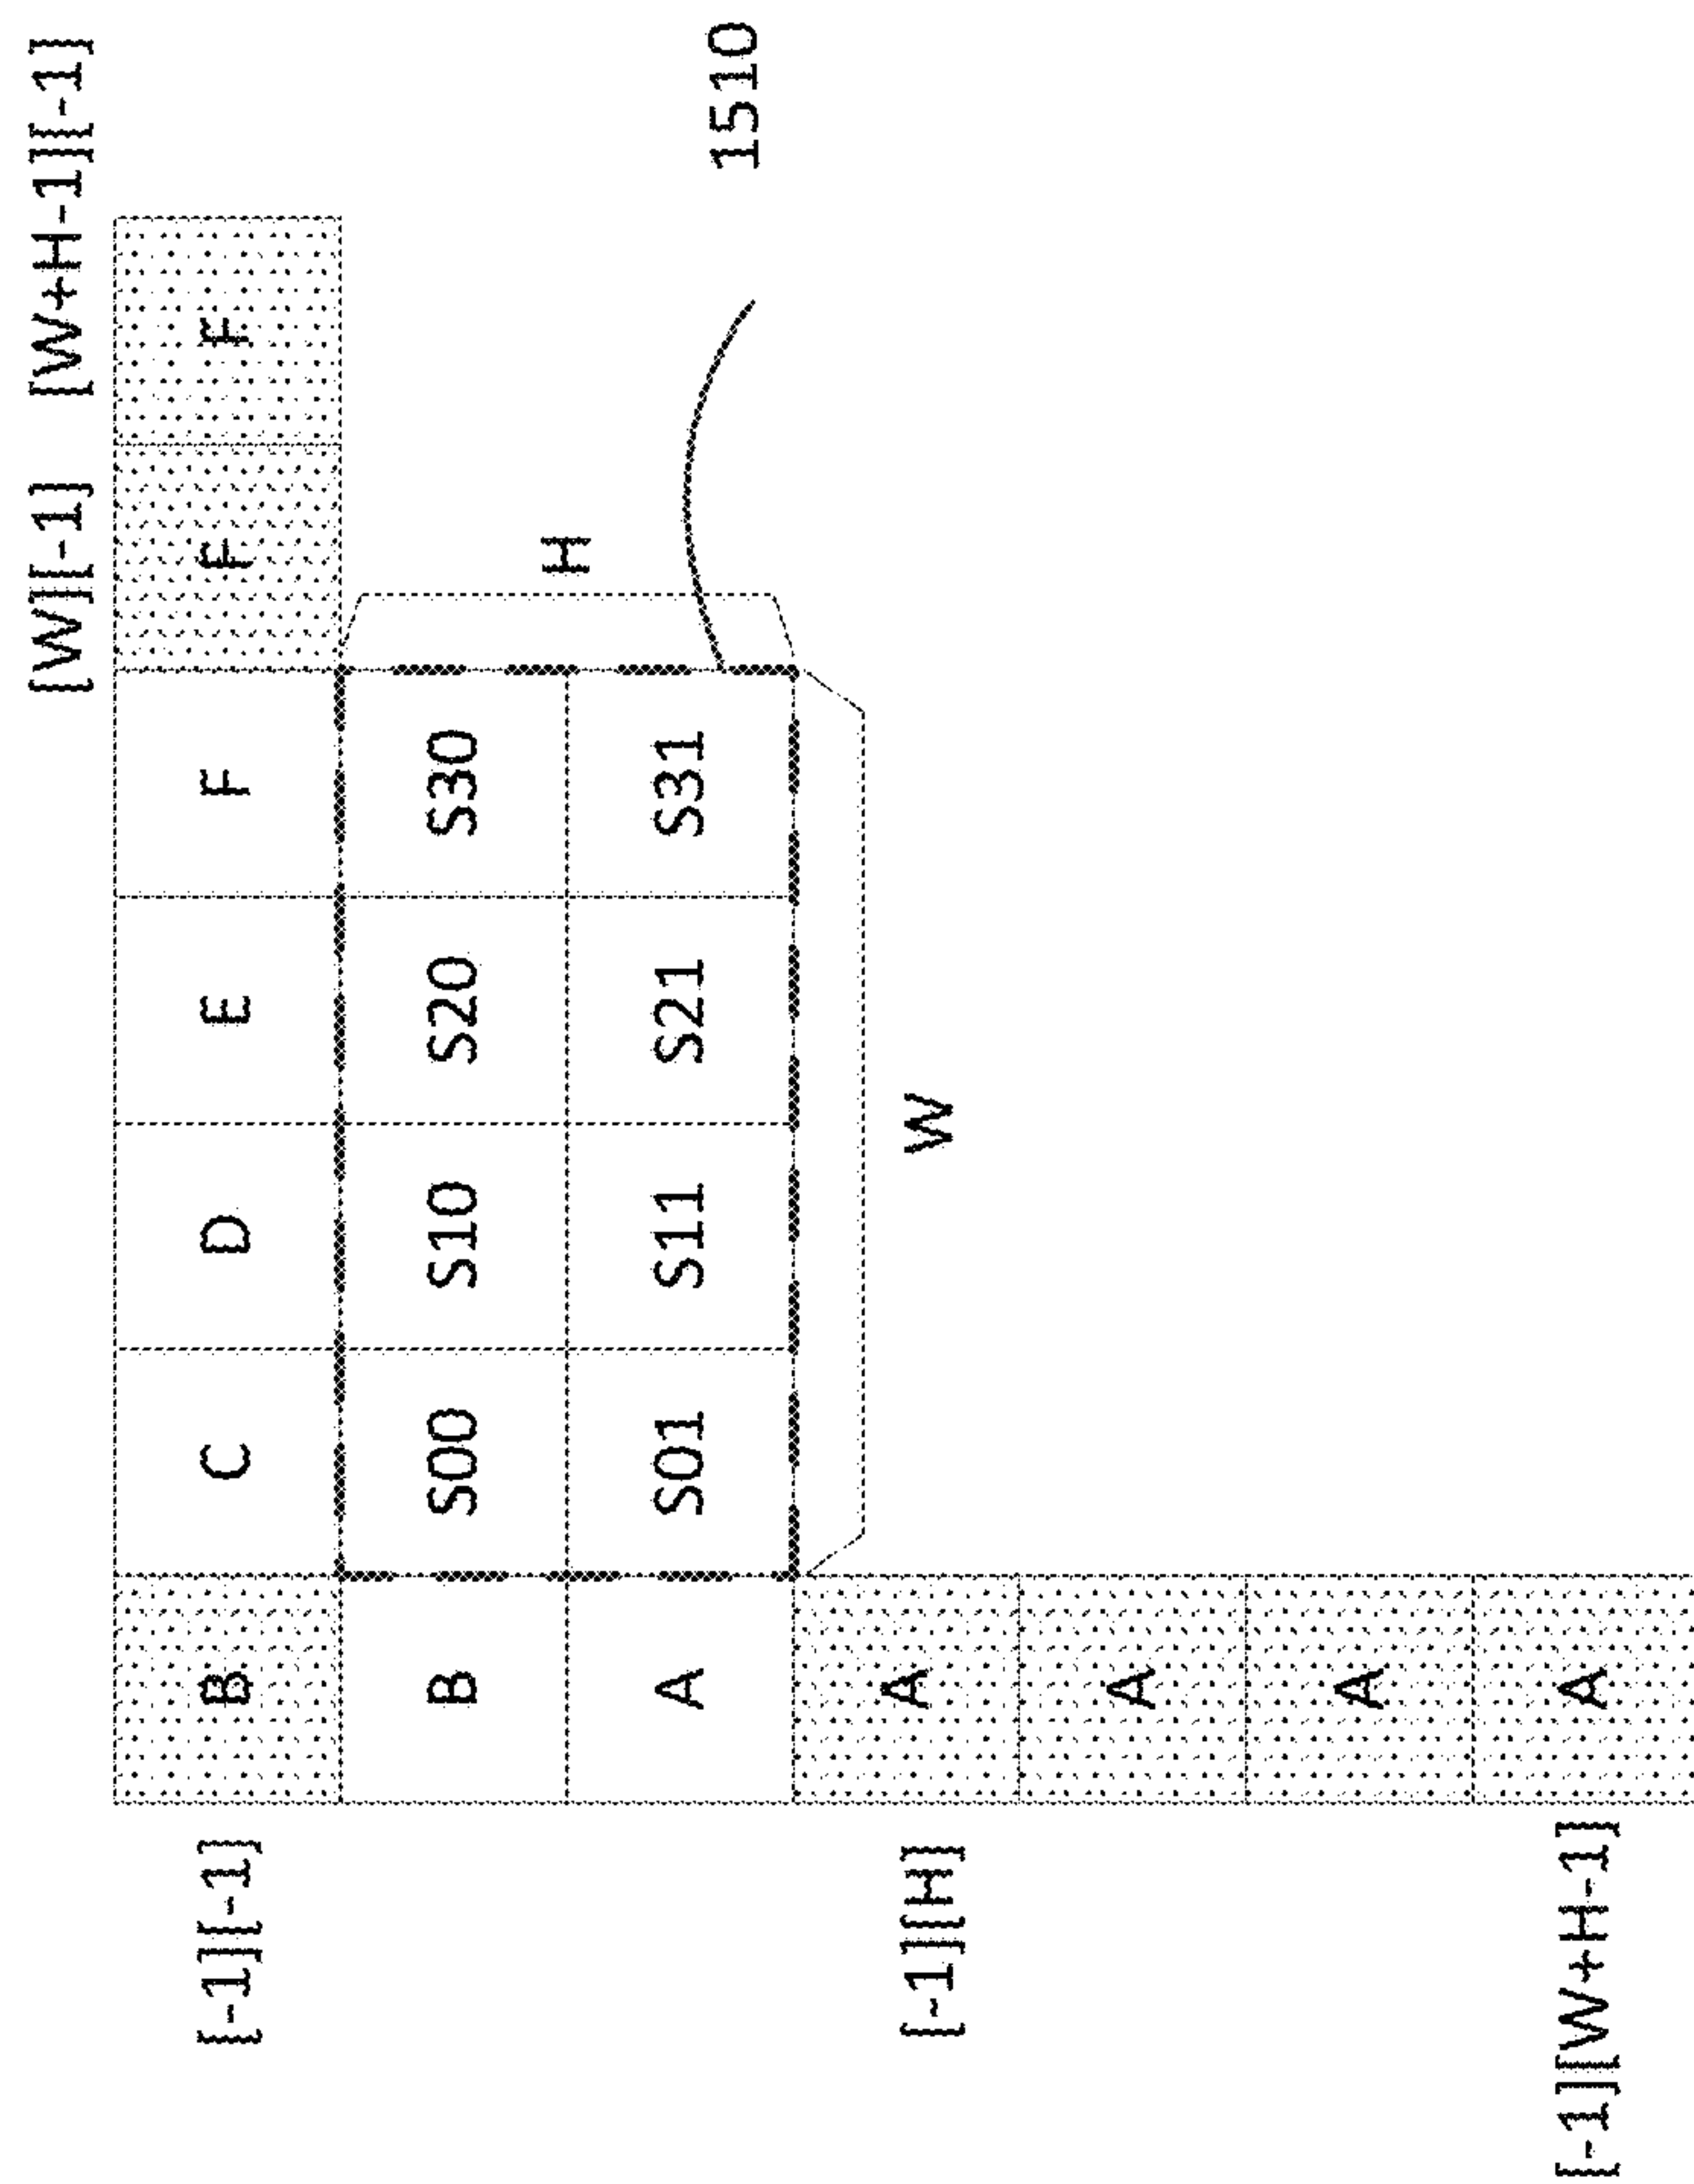 [W][-1] [W+H-1][-1]
[-1][-1] B C D E F F F
B S00 S10 S20 S30 H
A S01 S11 S21 S31 1510
[-1][H] A W
A
A
[-1][W+H-1] A